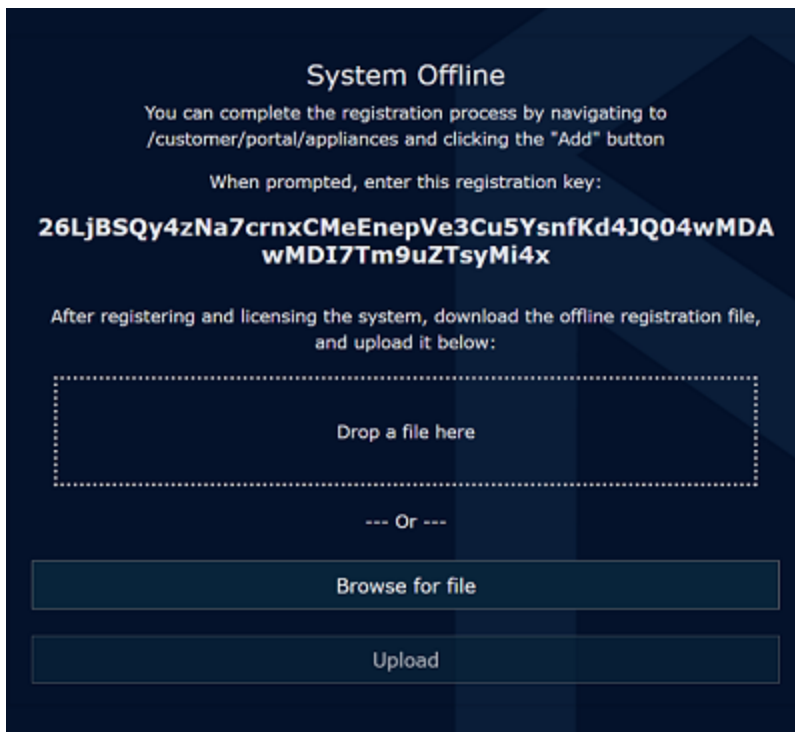 System Offline
You can complete the registration process by navigating to
/customer/portal/appliances and clicking the "Add" button
When prompted, enter this registration key:
26LjBSQy4zNa7crnxCMeEnepVe3Cu5YsnfKd4JQ04wMDA
wMDI7Tm9uZTsyMi4x
After registering and licensing the system, download the offline registration file,
and upload it below:
Drop a file here
--- Or ---
Browse for file
Upload